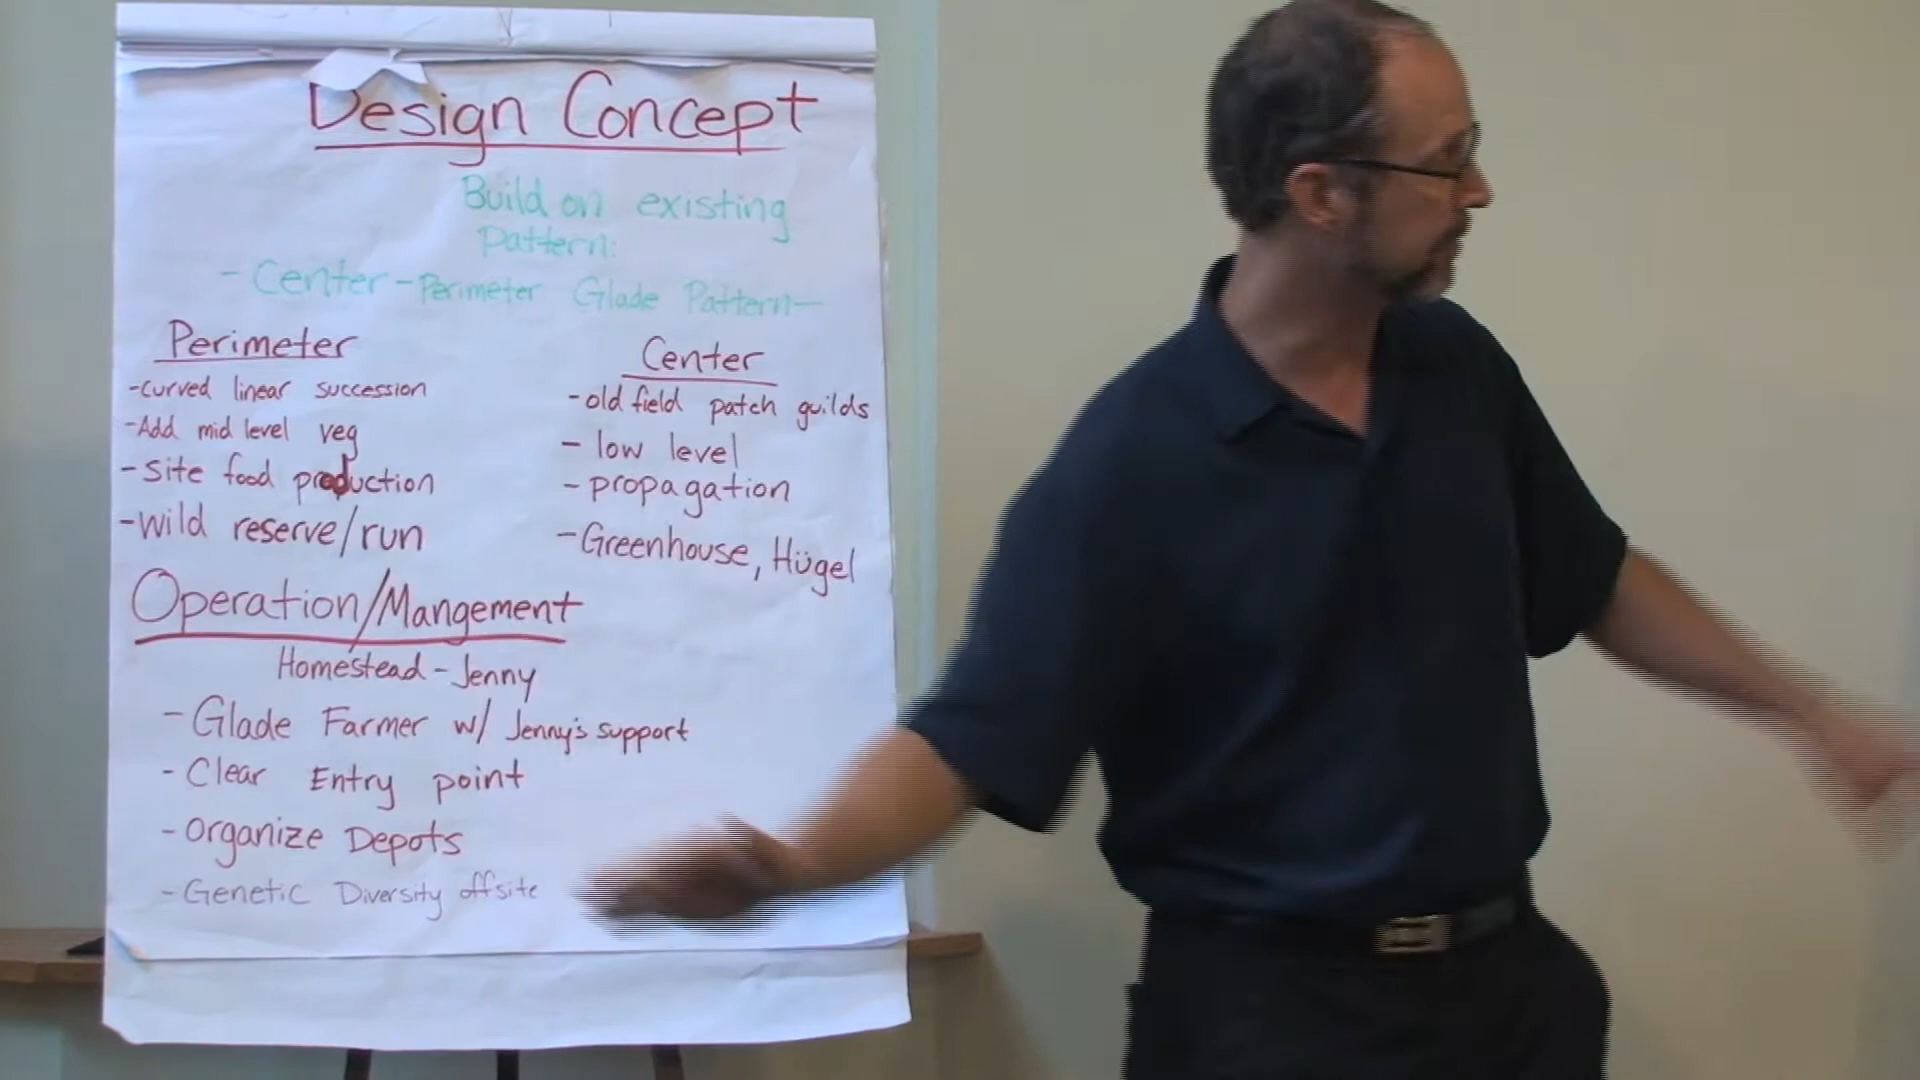 Design Concept
Build on existing
pattern:
- Center - Perimeter Glade Pattern -
Perimeter
- curved linear succession
- Add mid level veg
- site food production
- wild reserve/run
Center
- old field patch guilds
- low level
- propagation
- Greenhouse, Hügel
Operation/Mangement
Homestead - Jenny
- Glade Farmer w/ Jenny's support
- Clear Entry point
- Organize Depots
- Genetic Diversity offsite